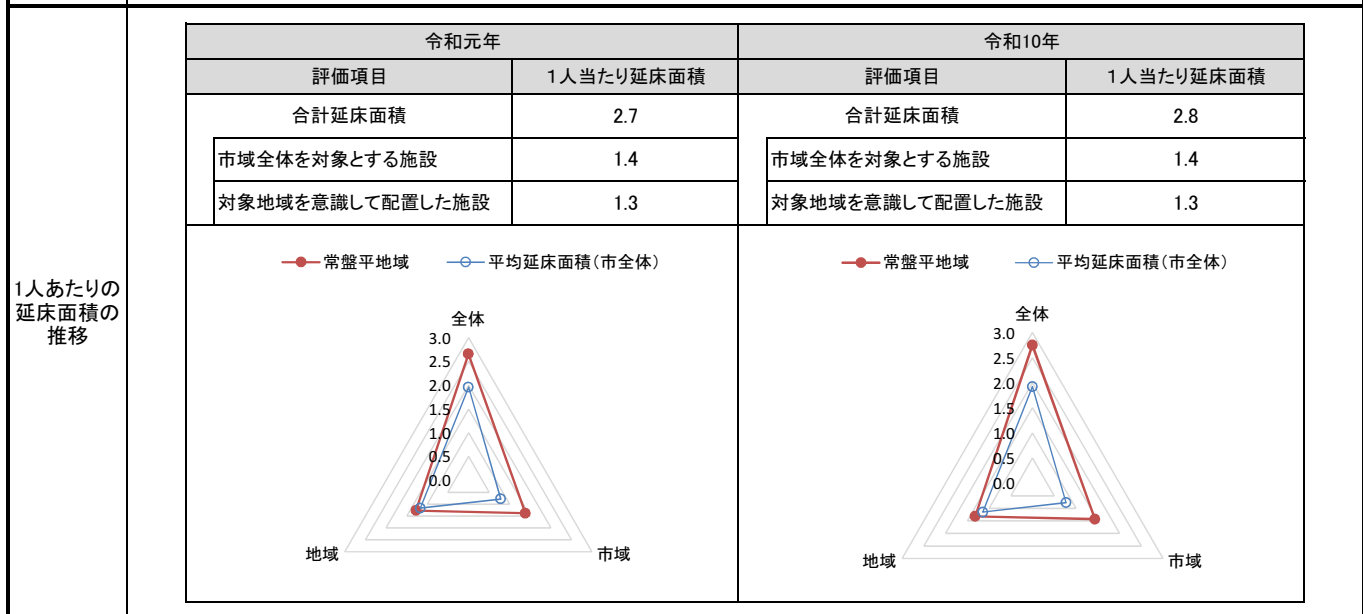 1人あたりの
延床面積の
推移
令和元年
評価項目 1人当たり延床面積
合計延床面積 2.7
市域全体を対象とする施設 1.4
対象地域を意識して配置した施設 1.3
常盤平地域 平均延床面積(市全体)
全体
3.0
2.5
2.0
1.5
1.0
0.5
0.0
地域 市域
令和10年
評価項目 1人当たり延床面積
合計延床面積 2.8
市域全体を対象とする施設 1.4
対象地域を意識して配置した施設 1.3
常盤平地域 平均延床面積(市全体)
全体
3.0
2.5
2.0
1.5
1.0
0.5
0.0
地域 市域